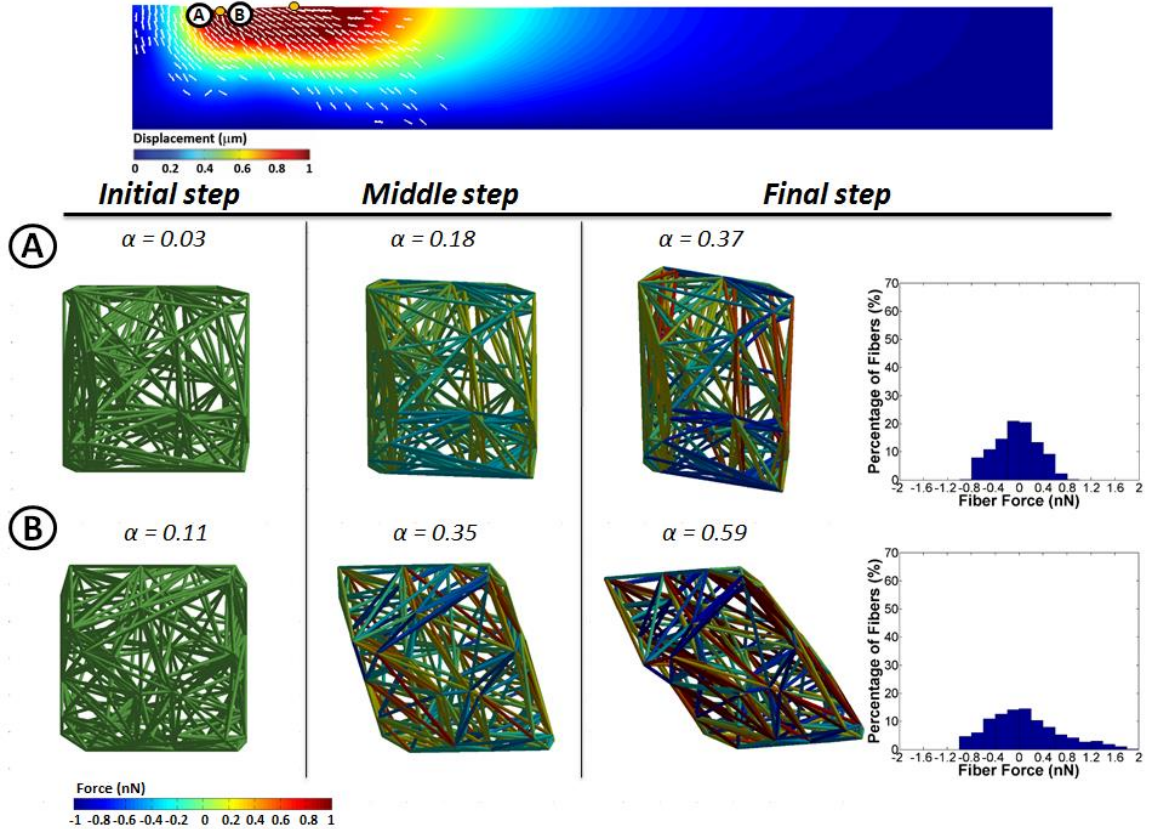 A B
Displacement (μm)
0 0.2 0.4 0.6 0.8 1
Initial step Middle step Final step
A
α = 0.03 α = 0.18 α = 0.37
Percentage of Fibers (%)
70
60
50
40
30
20
10
0
-2 -1.6 -1.2 -0.8 -0.4 0 0.4 0.8 1.2 1.6 2
Fiber Force (nN)
B
α = 0.11 α = 0.35 α = 0.59
Percentage of Fibers (%)
70
60
50
40
30
20
10
0
-2 -1.6 -1.2 -0.8 -0.4 0 0.4 0.8 1.2 1.6 2
Fiber Force (nN)
Force (nN)
-1 -0.8 -0.6 -0.4 -0.2 0 0.2 0.4 0.6 0.8 1